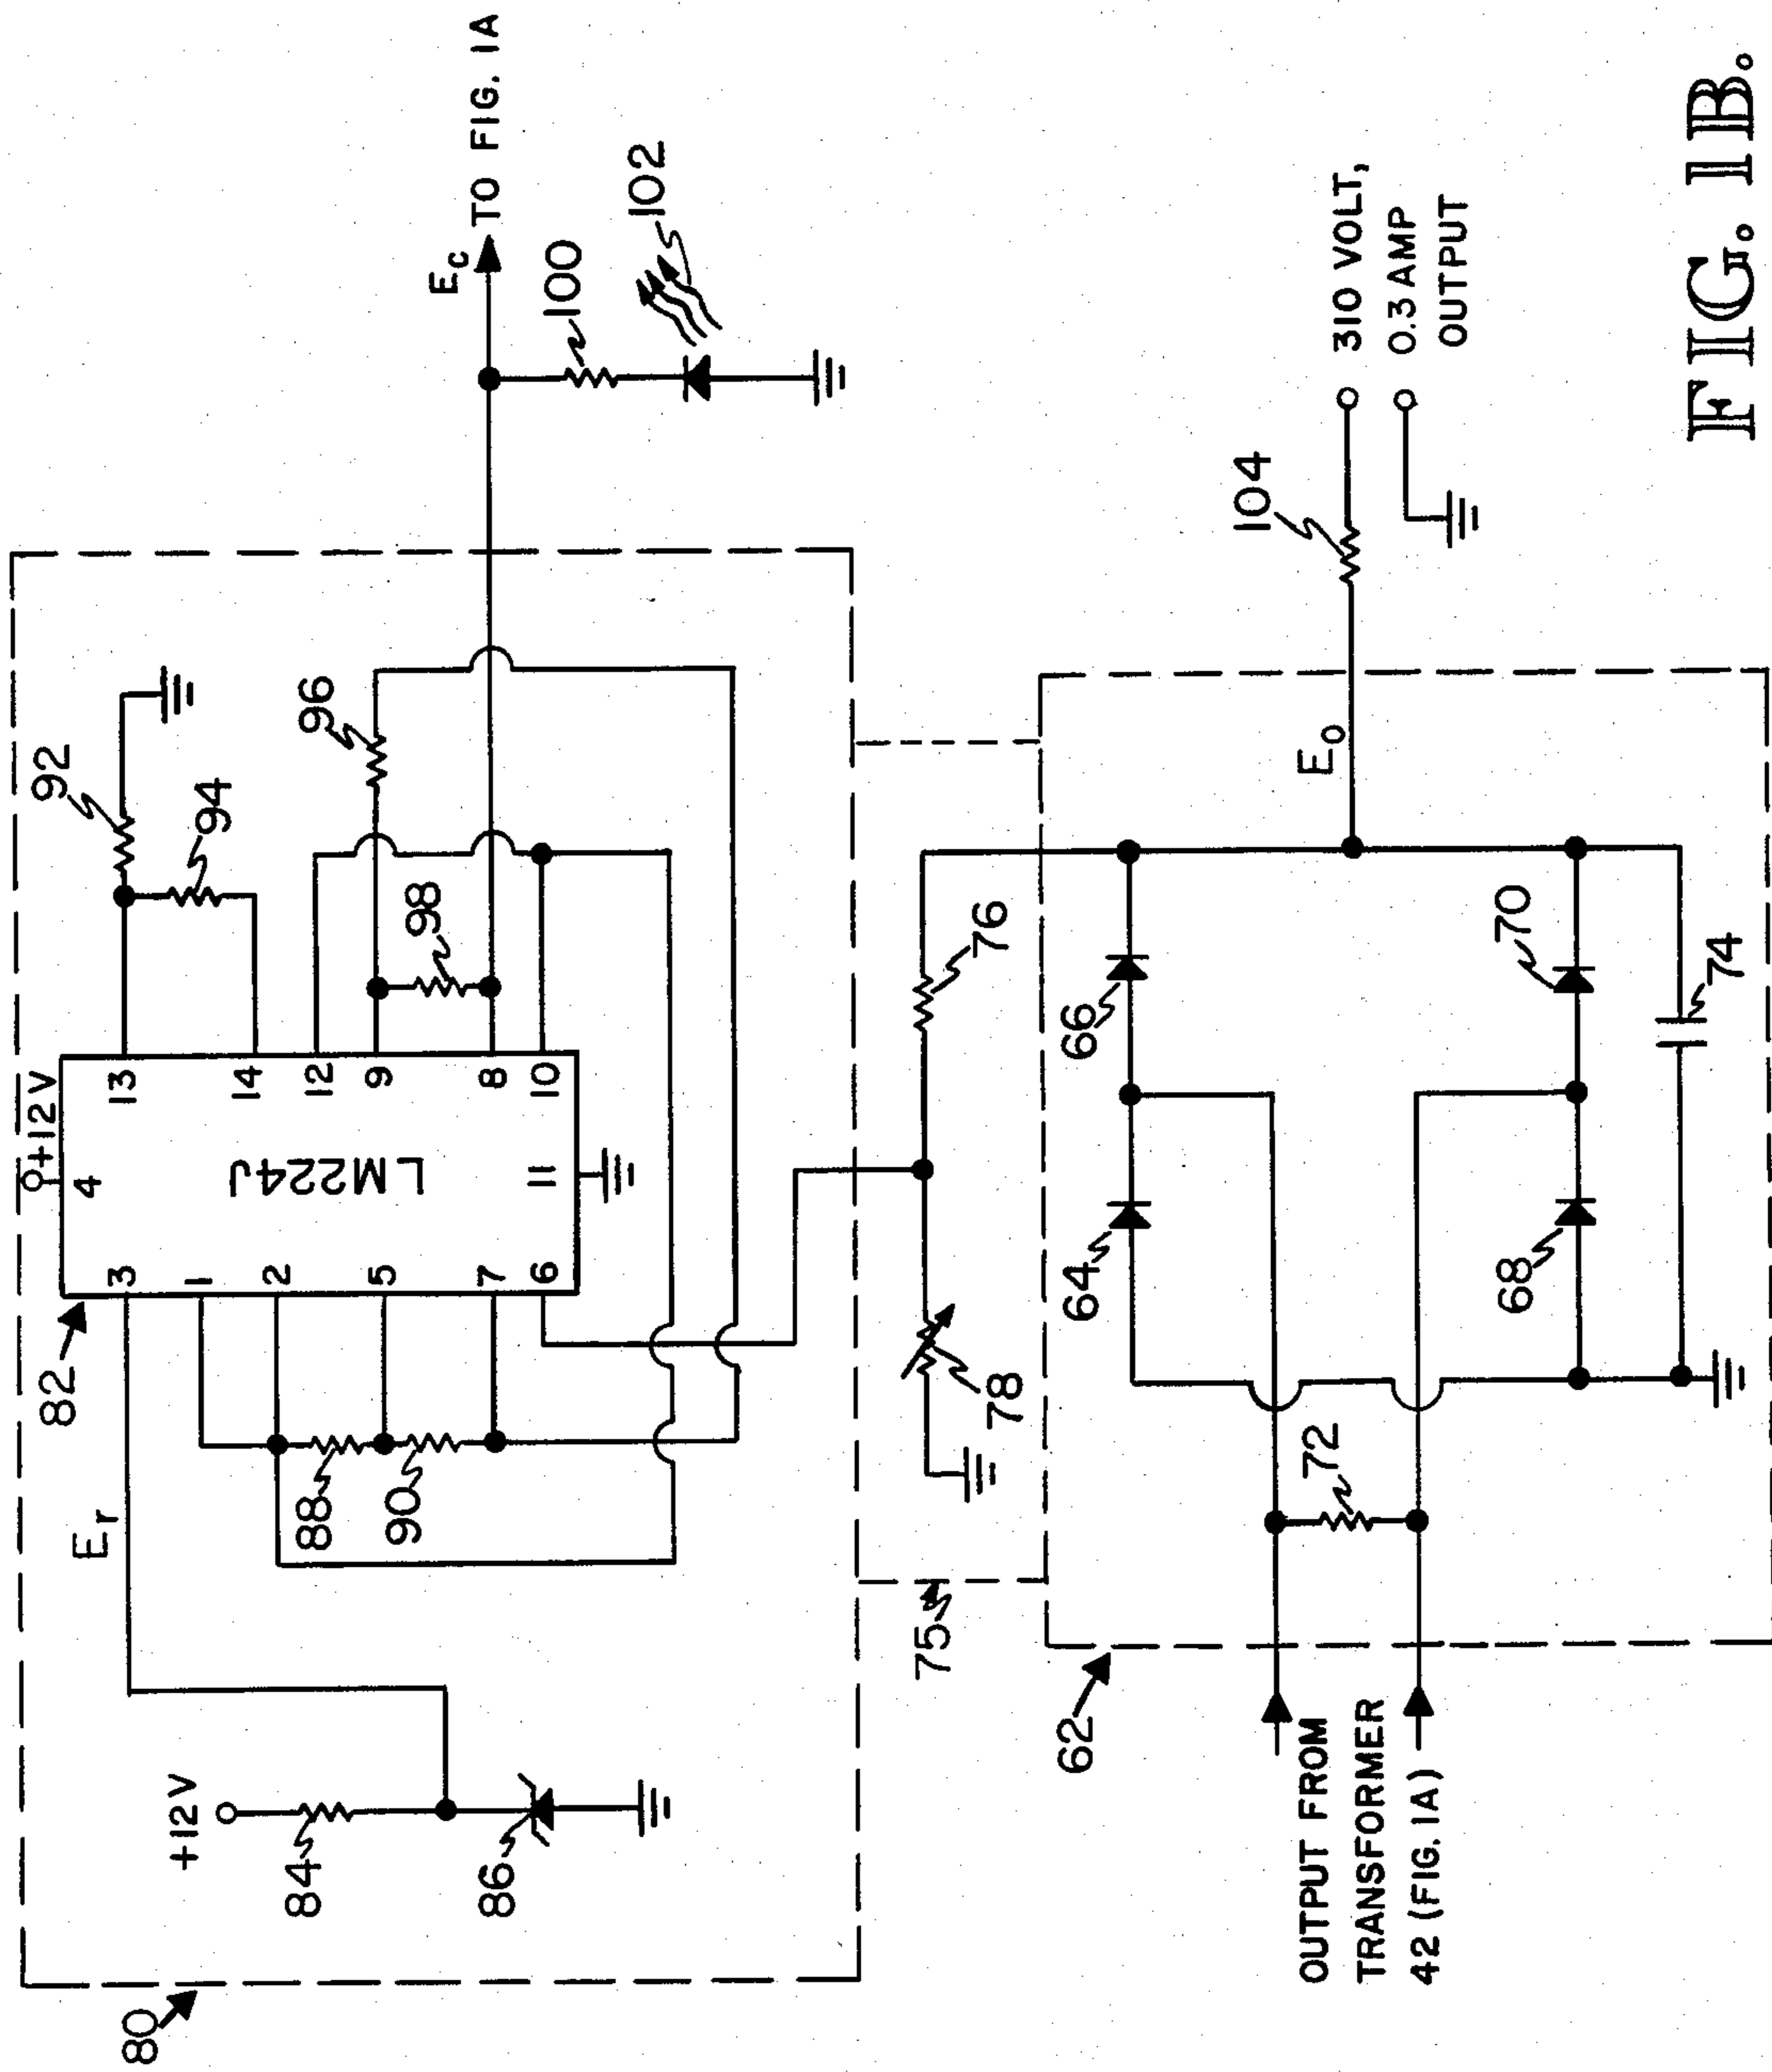 80
82
+12V
4
3
1
2
5
7
6
13
14
12
9
8
10
11
LM224J
Er
+12V
84
86
88
90
92
94
96
98
Ec
TO FIG. 1A
100
102
75
76
78
62
64
66
68
70
72
74
Eo
104
310 VOLT,
0.3 AMP
OUTPUT
OUTPUT FROM
TRANSFORMER
42 (FIG. 1A)
FIG. 1B.